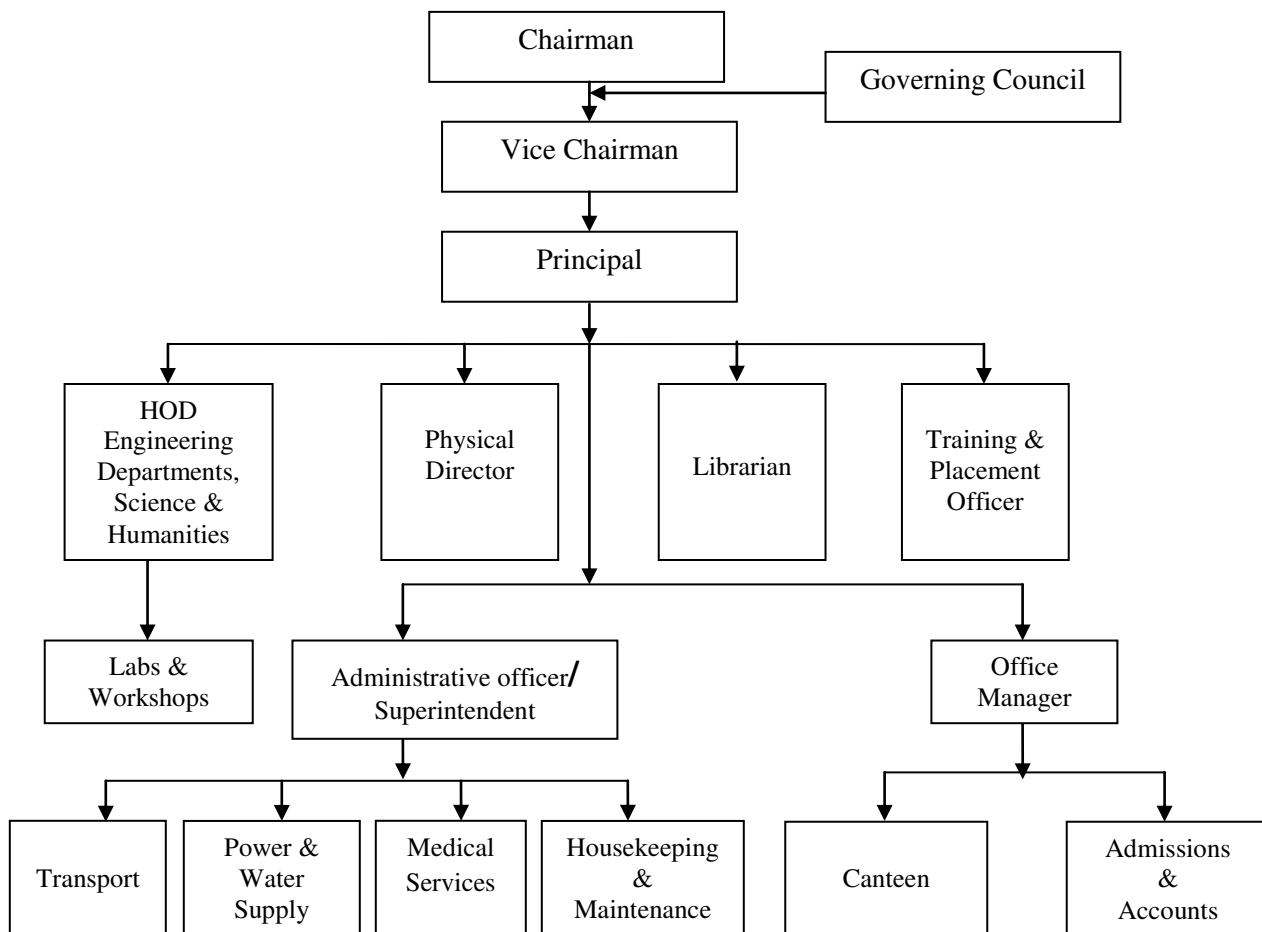 Chairman
Governing Council
Vice Chairman
Principal
HOD
Engineering
Departments,
Science &
Humanities
Physical
Director
Librarian
Training &
Placement
Officer
Labs &
Workshops
Administrative officer/
Superintendent
Office
Manager
Transport
Power &
Water
Supply
Medical
Services
Housekeeping
&
Maintenance
Canteen
Admissions
&
Accounts